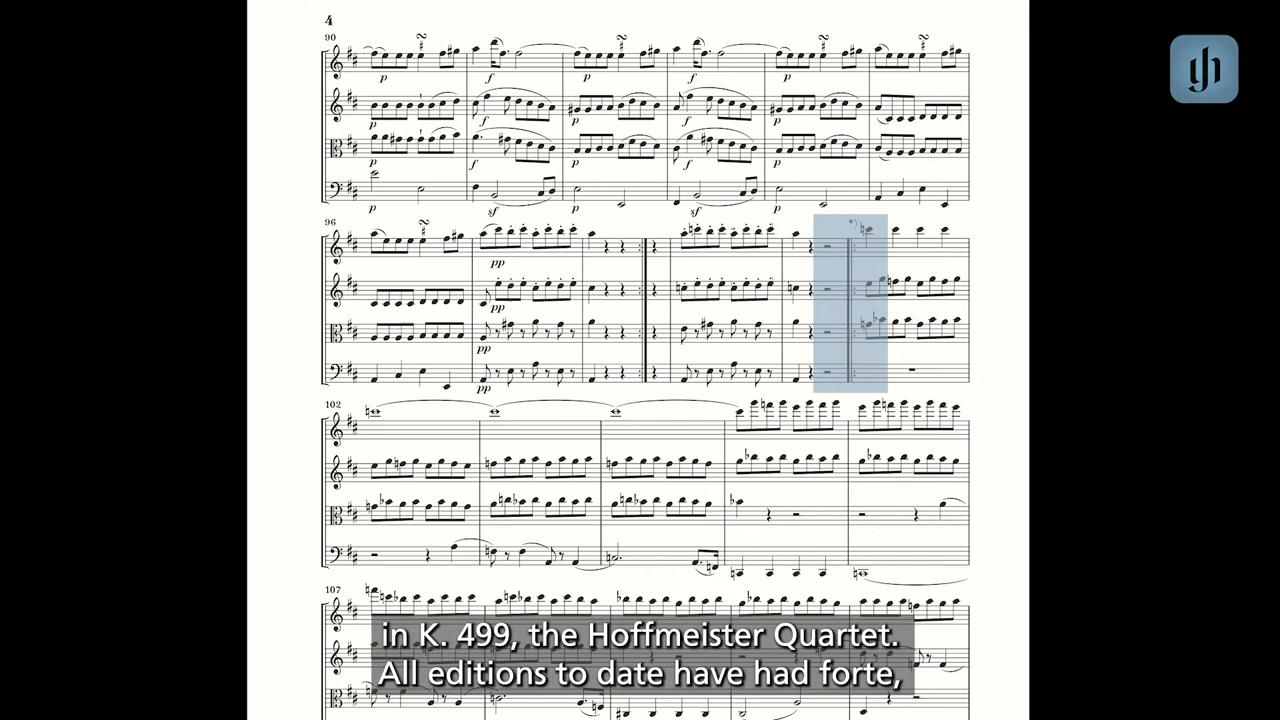 4
90
p f p f p
p f p f p
p f p f p
p sf p sf p
96
*)
pp
pp
pp
pp
102
107
in K. 499, the Hoffmeister Quartet.
All editions to date have had forte,